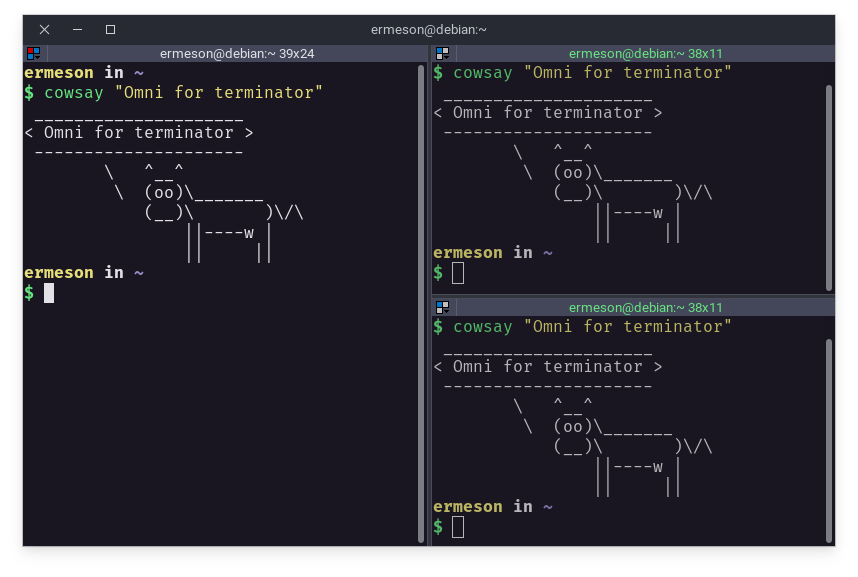 ermeson@debian:~
ermeson@debian:~ 39x24
ermeson in ~
$ cowsay "Omni for terminator"
 _____________________
< Omni for terminator >
 ---------------------
        \   ^__^
         \  (oo)\_______
            (__)\       )\/\
                ||----w |
                ||     ||
ermeson in ~
$
ermeson@debian:~ 38x11
$ cowsay "Omni for terminator"
 _____________________
< Omni for terminator >
 ---------------------
        \   ^__^
         \  (oo)\_______
            (__)\       )\/\
                ||----w |
                ||     ||
ermeson in ~
$
ermeson@debian:~ 38x11
$ cowsay "Omni for terminator"
 _____________________
< Omni for terminator >
 ---------------------
        \   ^__^
         \  (oo)\_______
            (__)\       )\/\
                ||----w |
                ||     ||
ermeson in ~
$